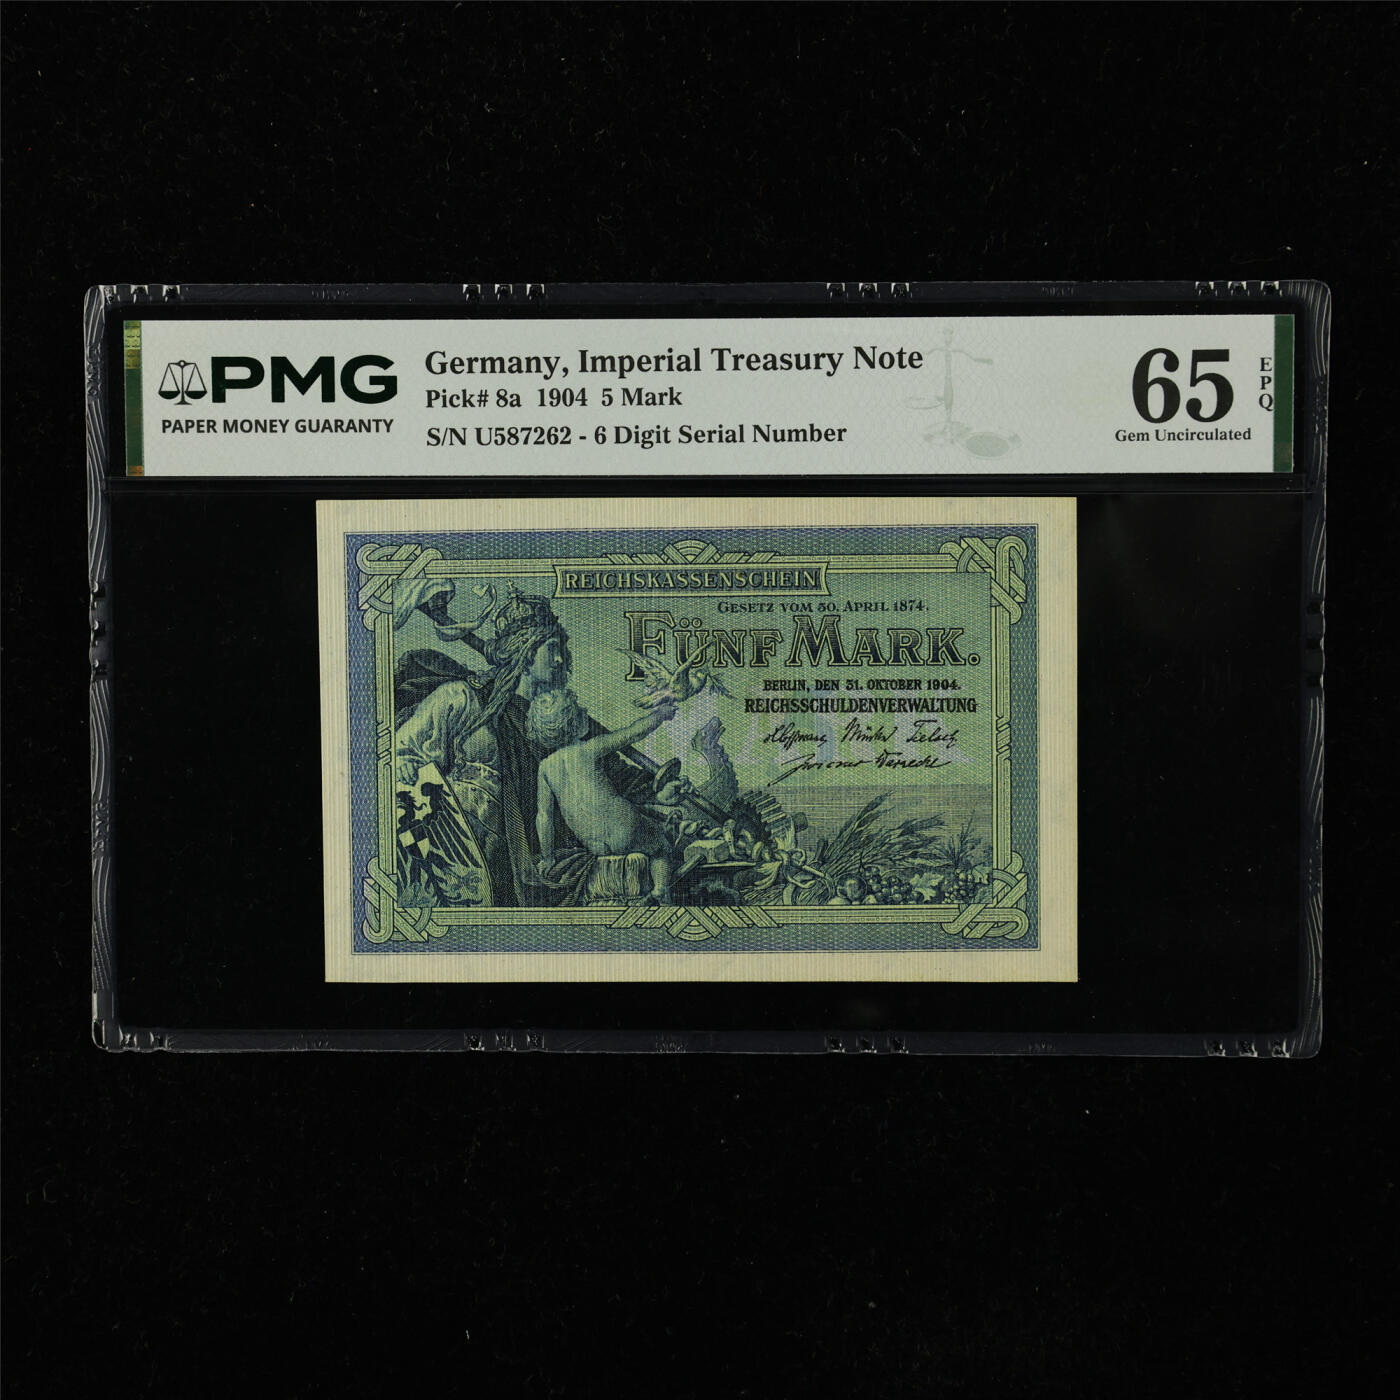 PMG
PAPER MONEY GUARANTY
Germany, Imperial Treasury Note
Pick# 8a 1904 5 Mark
S/N U587262 - 6 Digit Serial Number
65
EPQ
Gem Uncirculated
REICHSKASSENSCHEIN
GESETZ VOM 30. APRIL 1874.
FÜNF MARK.
BERLIN, DEN 31. OKTOBER 1904.
REICHSSCHULDENVERWALTUNG